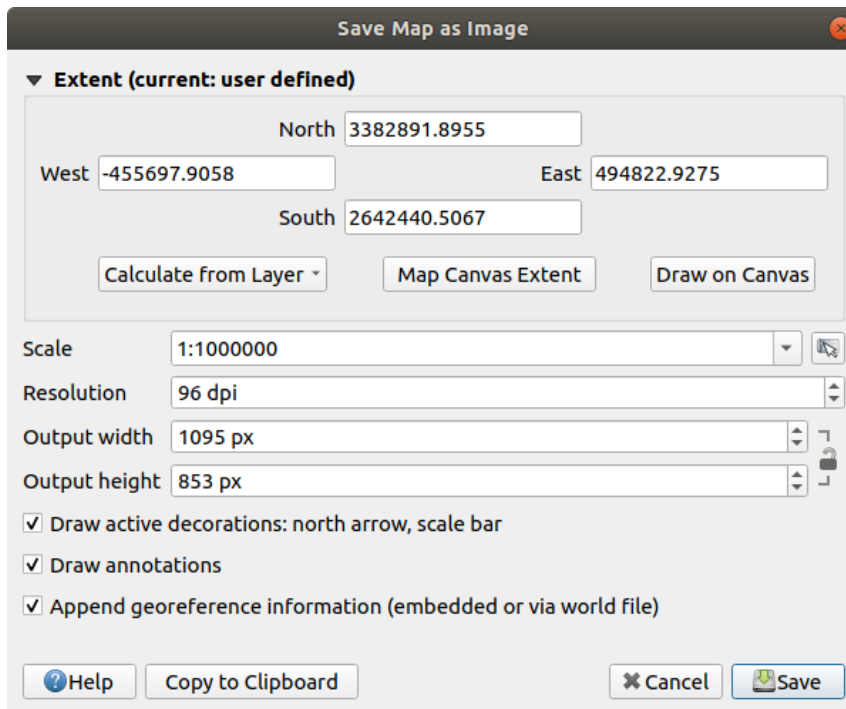 Save Map as Image
Extent (current: user defined)
North 3382891.8955
West -455697.9058 East 494822.9275
South 2642440.5067
Calculate from Layer Map Canvas Extent Draw on Canvas
Scale 1:1000000
Resolution 96 dpi
Output width 1095 px
Output height 853 px
Draw active decorations: north arrow, scale bar
Draw annotations
Append georeference information (embedded or via world file)
Help Copy to Clipboard Cancel Save